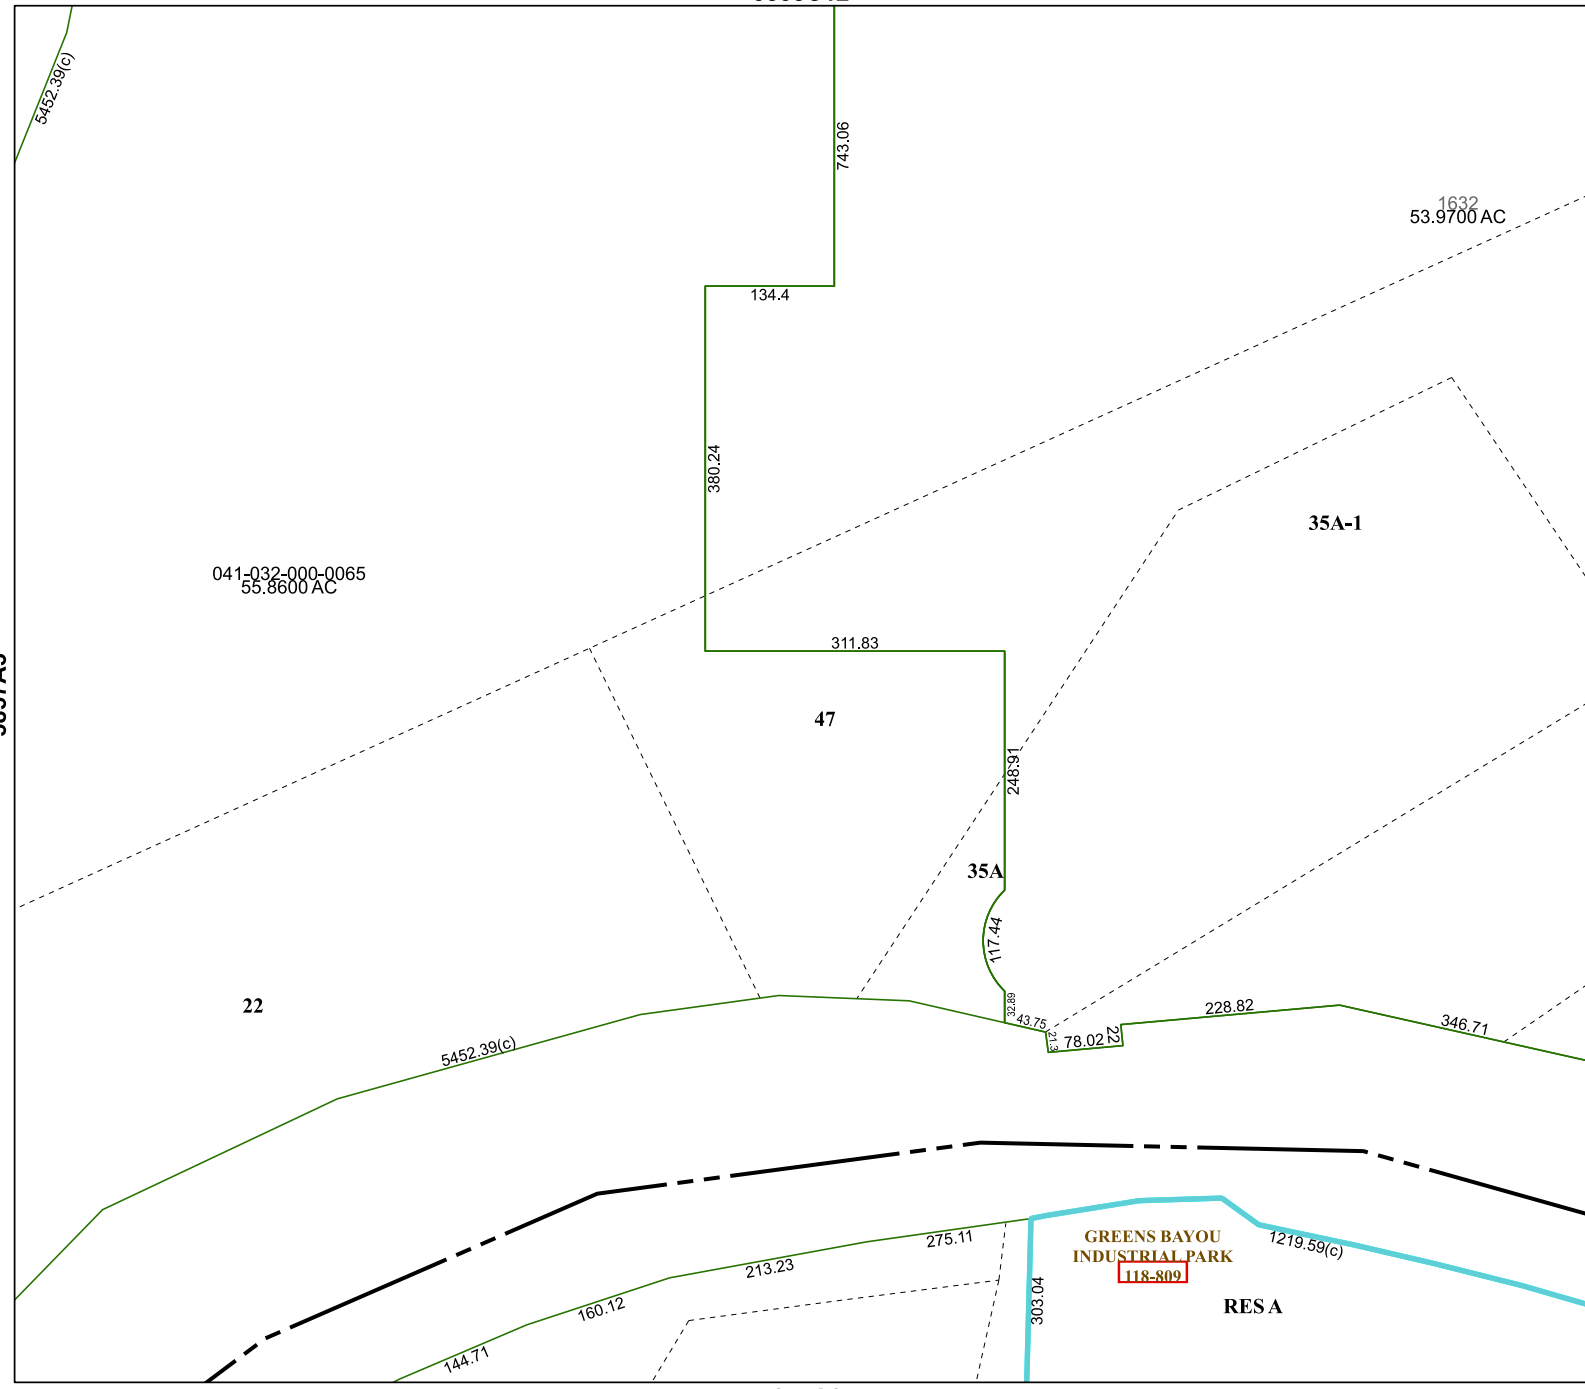 5452.39(c)
743.06
1632
53.9700 AC
134.4
380.24
35A-1
041-032-000-0065
55.8600 AC
311.83
47
248.91
35A
117.44
22
32.89
43.75
21.3
78.02
22
228.82
346.71
5452.39(c)
275.11
213.23
160.12
144.71
303.04
GREENS BAYOU
INDUSTRIAL PARK
118-809
1219.59(c)
RES A